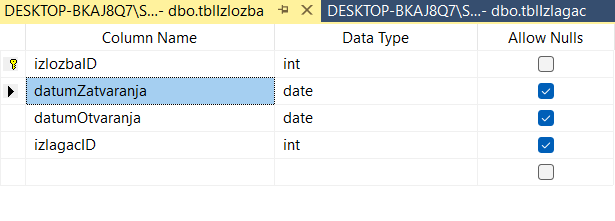 DESKTOP-BKAJ8Q7\S...- dbo.tblIzlozba DESKTOP-BKAJ8Q7\S...- dbo.tblIzlagac
Column Name Data Type Allow Nulls
izlozbaID int
datumZatvaranja date
datumOtvaranja date
izlagacID int